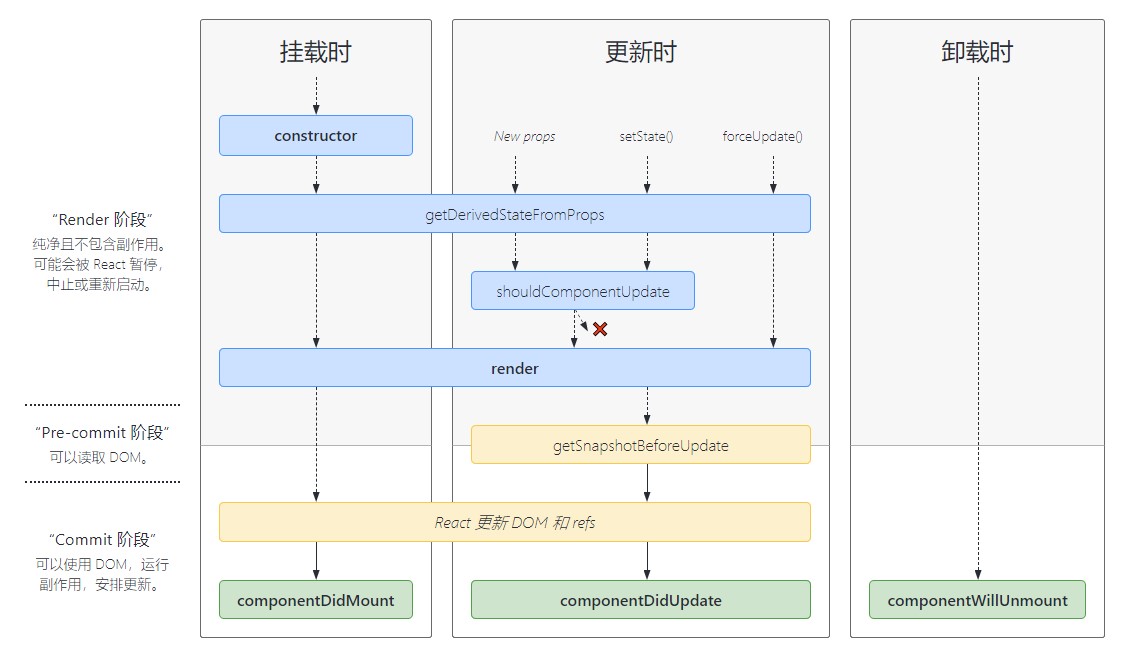 挂载时
更新时
卸载时
constructor
New props
setState()
forceUpdate()
getDerivedStateFromProps
“Render 阶段”
纯净且不包含副作用。
可能会被 React 暂停，
中止或重新启动。
shouldComponentUpdate
render
“Pre-commit 阶段”
可以读取 DOM。
getSnapshotBeforeUpdate
React 更新 DOM 和 refs
“Commit 阶段”
可以使用 DOM，运行
副作用，安排更新。
componentDidMount
componentDidUpdate
componentWillUnmount